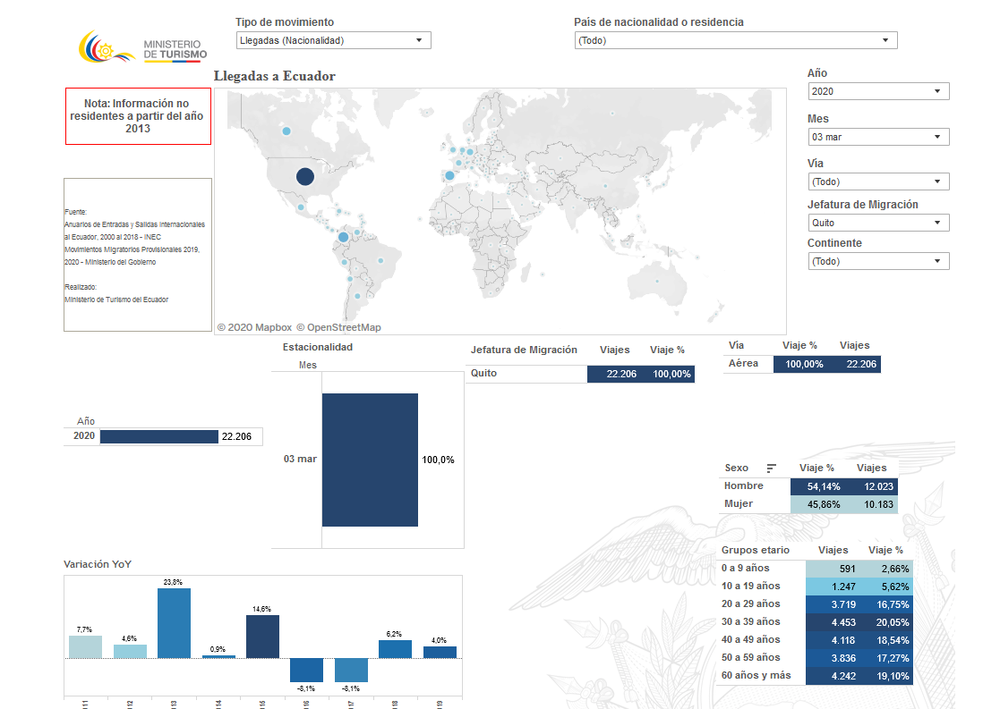 Tipo de movimiento
Llegadas (Nacionalidad)
País de nacionalidad o residencia
(Todo)
MINISTERIO
DE TURISMO
Llegadas a Ecuador
Nota: Información no
residentes a partir del año
2013
Fuente:
Anuarios de Entradas y Salidas Internacionales
al Ecuador, 2000 al 2018 - INEC
Movimientos Migratorios Provisionales 2019,
2020 - Ministerio del Gobierno
Realizado:
Ministerio de Turismo del Ecuador
© 2020 Mapbox © OpenStreetMap
Año
2020
Mes
03 mar
Vía
(Todo)
Jefatura de Migración
Quito
Continente
(Todo)
Estacionalidad
Mes
03 mar
100,0%
Jefatura de Migración Viajes Viaje %
Quito 22.206 100,00%
Vía Viaje % Viajes
Aérea 100,00% 22.206
Año
2020 22.206
Sexo Viaje % Viajes
Hombre 54,14% 12.023
Mujer 45,86% 10.183
Grupos etario Viajes Viaje %
0 a 9 años 591 2,66%
10 a 19 años 1.247 5,62%
20 a 29 años 3.719 16,75%
30 a 39 años 4.453 20,05%
40 a 49 años 4.118 18,54%
50 a 59 años 3.836 17,27%
60 años y más 4.242 19,10%
Variación YoY
7,7%
4,6%
23,8%
0,9%
14,6%
-8,1%
-8,1%
6,2%
4,0%